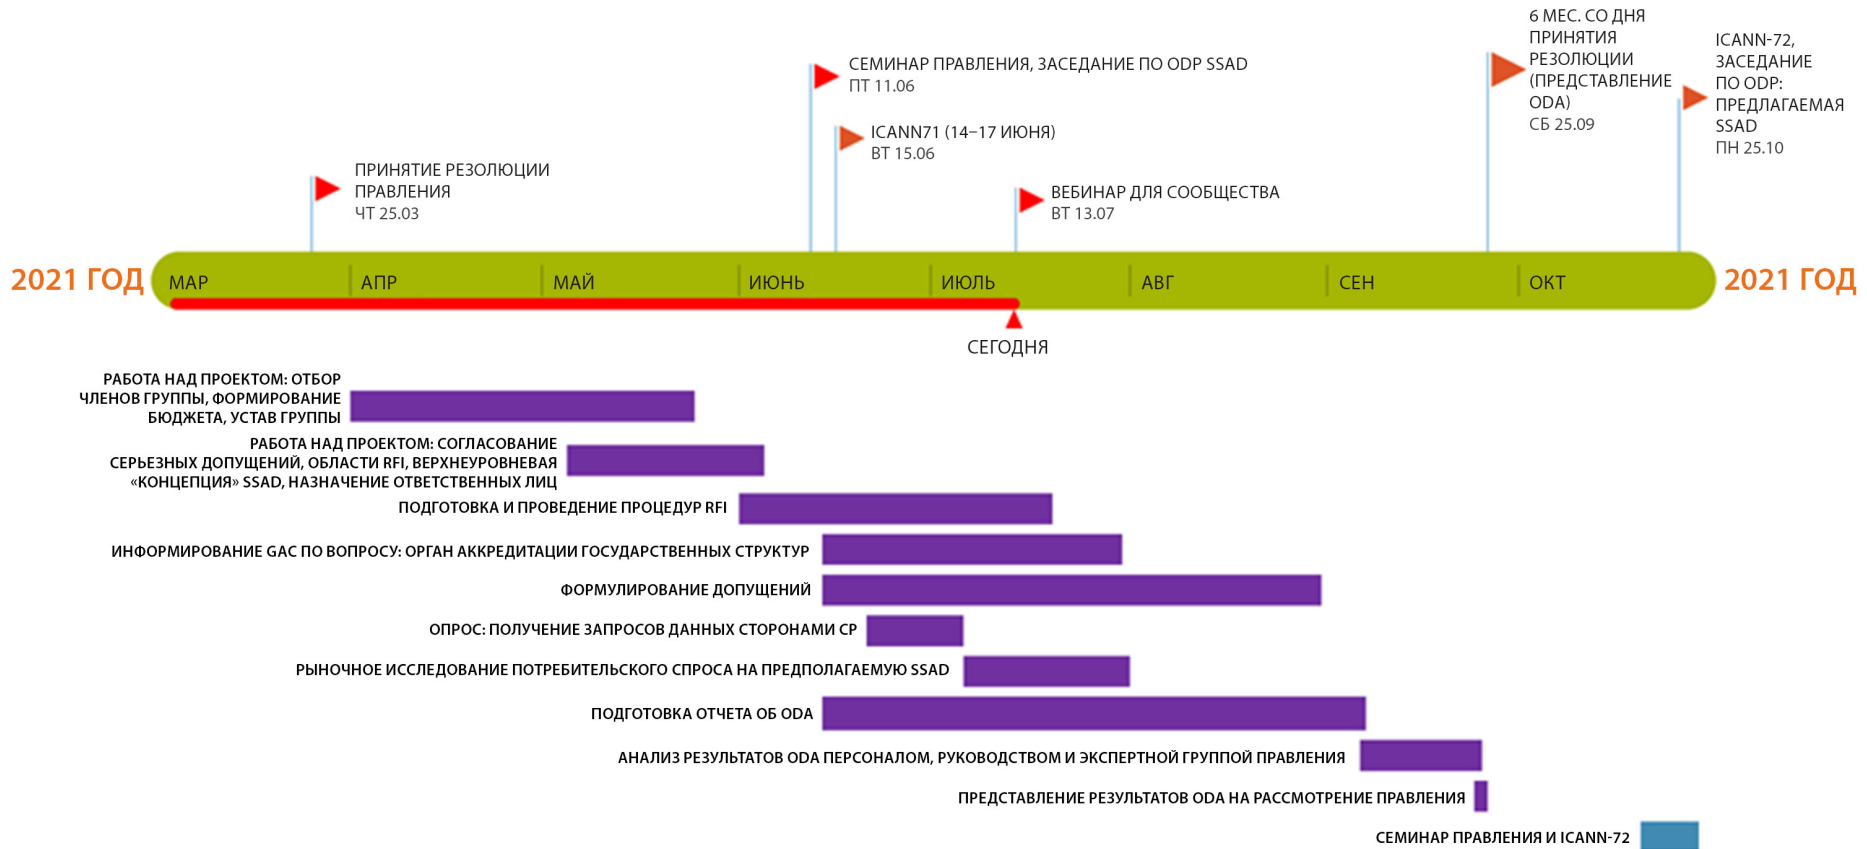 6 МЕС. СО ДНЯ
ПРИНЯТИЯ
РЕЗОЛЮЦИИ
(ПРЕДСТАВЛЕНИЕ
ODA)
СБ 25.09
ICANN-72,
ЗАСЕДАНИЕ
ПО ODP:
ПРЕДЛАГАЕМАЯ
SSAD
ПН 25.10
СЕМИНАР ПРАВЛЕНИЯ, ЗАСЕДАНИЕ ПО ODP SSAD
ПТ 11.06
ICANN71 (14–17 ИЮНЯ)
ВТ 15.06
ПРИНЯТИЕ РЕЗОЛЮЦИИ
ПРАВЛЕНИЯ
ЧТ 25.03
ВЕБИНАР ДЛЯ СООБЩЕСТВА
ВТ 13.07
2021 ГОД
МАР
АПР
МАЙ
ИЮНЬ
ИЮЛЬ
АВГ
СЕН
ОКТ
2021 ГОД
СЕГОДНЯ
РАБОТА НАД ПРОЕКТОМ: ОТБОР
ЧЛЕНОВ ГРУППЫ, ФОРМИРОВАНИЕ
БЮДЖЕТА, УСТАВ ГРУППЫ
РАБОТА НАД ПРОЕКТОМ: СОГЛАСОВАНИЕ
СЕРЬЕЗНЫХ ДОПУЩЕНИЙ, ОБЛАСТИ RFI, ВЕРХНЕУРОВНЕВАЯ
«КОНЦЕПЦИЯ» SSAD, НАЗНАЧЕНИЕ ОТВЕТСТВЕННЫХ ЛИЦ
ПОДГОТОВКА И ПРОВЕДЕНИЕ ПРОЦЕДУР RFI
ИНФОРМИРОВАНИЕ GAC ПО ВОПРОСУ: ОРГАН АККРЕДИТАЦИИ ГОСУДАРСТВЕННЫХ СТРУКТУР
ФОРМУЛИРОВАНИЕ ДОПУЩЕНИЙ
ОПРОС: ПОЛУЧЕНИЕ ЗАПРОСОВ ДАННЫХ СТОРОНАМИ CP
РЫНОЧНОЕ ИССЛЕДОВАНИЕ ПОТРЕБИТЕЛЬСКОГО СПРОСА НА ПРЕДПОЛАГАЕМУЮ SSAD
ПОДГОТОВКА ОТЧЕТА ОБ ODA
АНАЛИЗ РЕЗУЛЬТАТОВ ODA ПЕРСОНАЛОМ, РУКОВОДСТВОМ И ЭКСПЕРТНОЙ ГРУППОЙ ПРАВЛЕНИЯ
ПРЕДСТАВЛЕНИЕ РЕЗУЛЬТАТОВ ODA НА РАССМОТРЕНИЕ ПРАВЛЕНИЯ
СЕМИНАР ПРАВЛЕНИЯ И ICANN-72